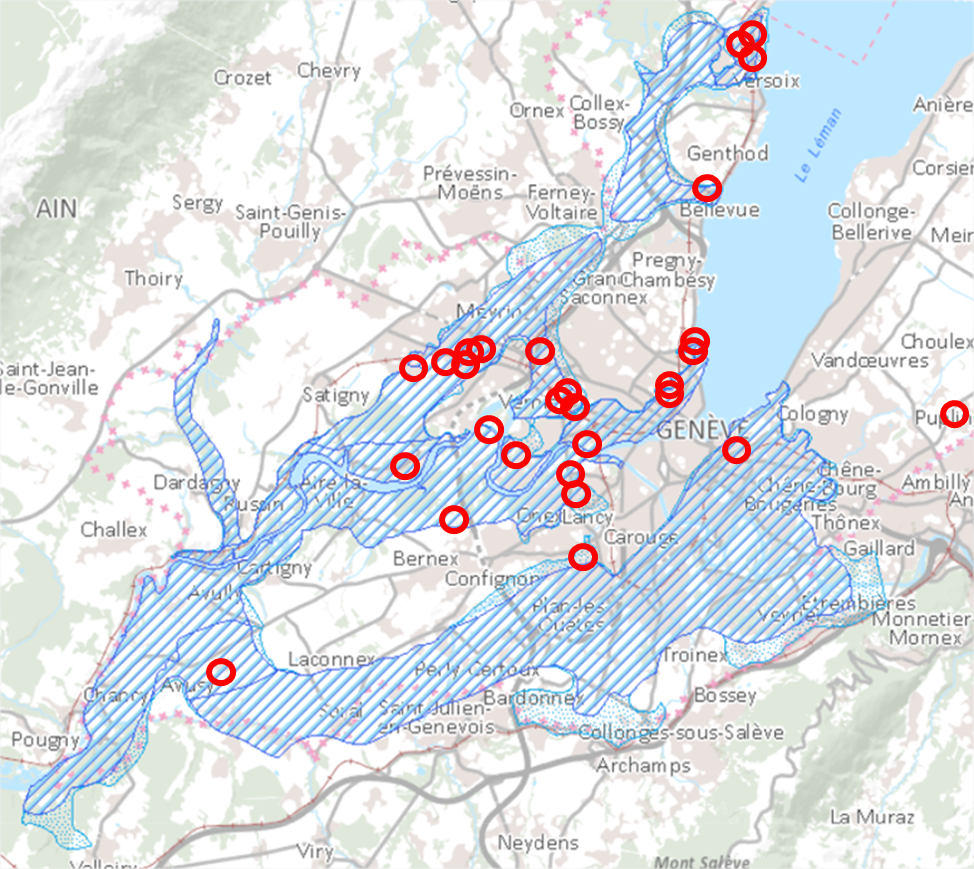 Crozet
Chevry
Versoix
Ornex
Collex-
Bossy
Anière
Le Léman
Genthod
Corsier
Prévessin-
Moëns
Ferney-
Voltaire
AIN
Sergy
Saint-Genis-
Pouilly
Bellevue
Collonge-
Bellerive
Meir
Thoiry
Pregny-
Chambésy
Grand
Saconnex
Meyrin
Choulex
Saint-Jean-
le-Gonville
Vandœuvres
Satigny
Vern
GENÈVE
Cologny
Dardagny
Aire-la-
Ville
Russin
Chêne-
Bourg
Chêne-
Bougeries
Ambilly
An
Challex
Onex
Lancy
Thônex
Carouge
Gaillard
Bernex
Cartigny
Confignon
Avully
Plan-les-
Ouates
Veyrier
Etrembières
Monnetier-
Mornex
Laconnex
Perly-Certoux
Troinex
Chancy
Avusy
Bardonnex
Bossey
Soral
Saint-Julien-
en-Genevois
Pougny
Collonges-sous-Salève
Archamps
La Muraz
Neydens
Viry
Mont Salève